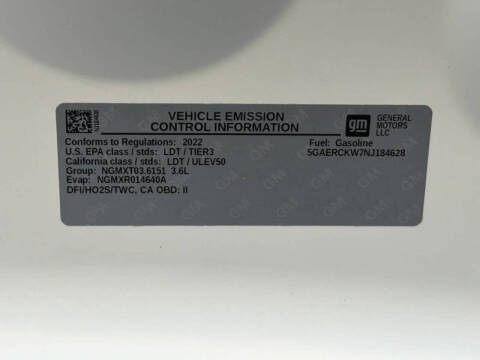 VEHICLE EMISSION
CONTROL INFORMATION
gm
GENERAL
MOTORS
LLC
Conforms to Regulations: 2022
Fuel: Gasoline
U.S. EPA class / stds: LDT / TIER3
5GAERCKW7NJ184628
California class / stds: LDT / ULEV50
Group: NGMXT03.6151 3.6L
Evap: NGMXR014640A
DFI/HO2S/TWC, CA OBD: II